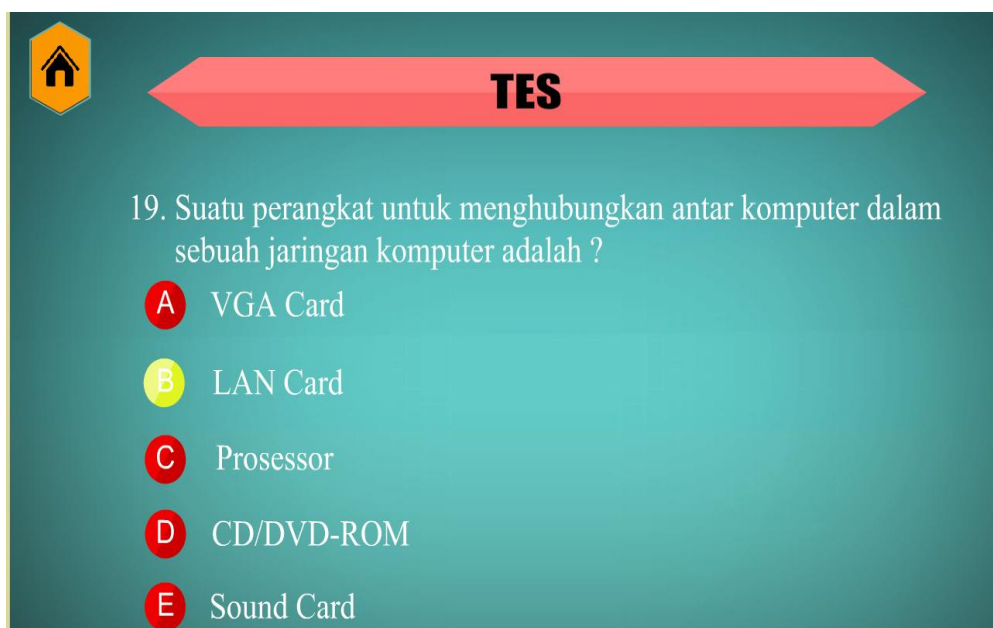 TES
19. Suatu perangkat untuk menghubungkan antar komputer dalam
sebuah jaringan komputer adalah ?
A VGA Card
B LAN Card
C Prosessor
D CD/DVD-ROM
E Sound Card